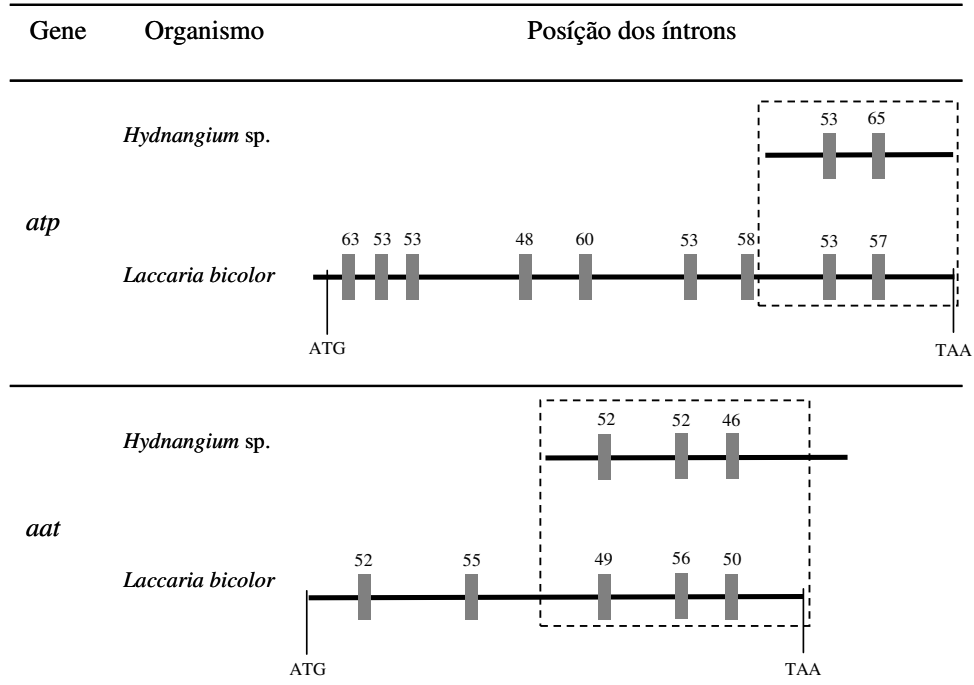 Gene Organismo Posíção dos íntrons
53 65
Hydnangium sp.
atp
63 53 53 48 60 53 58 53 57
Laccaria bicolor
ATG TAA
52 52 46
Hydnangium sp.
aat
52 55 49 56 50
Laccaria bicolor
ATG TAA